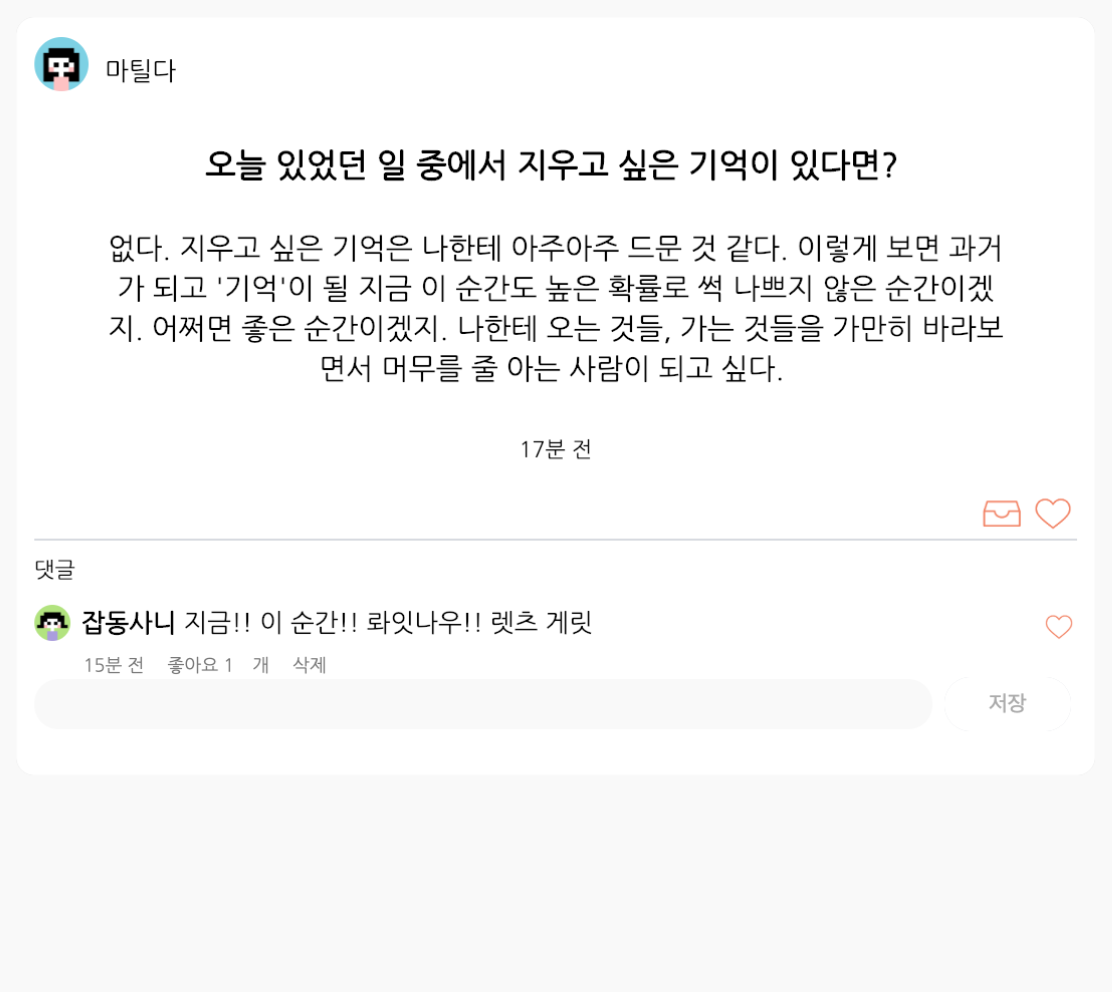 마틸다
오늘 있었던 일 중에서 지우고 싶은 기억이 있다면?
없다. 지우고 싶은 기억은 나한테 아주아주 드문 것 같다. 이렇게 보면 과거
가 되고 '기억'이 될 지금 이 순간도 높은 확률로 썩 나쁘지 않은 순간이겠
지. 어쩌면 좋은 순간이겠지. 나한테 오는 것들, 가는 것들을 가만히 바라보
면서 머무를 줄 아는 사람이 되고 싶다.
17분 전
댓글
잡동사니 지금!! 이 순간!! 롸잇나우!! 렛츠 게릿
15분 전 좋아요 1 개 삭제
저장